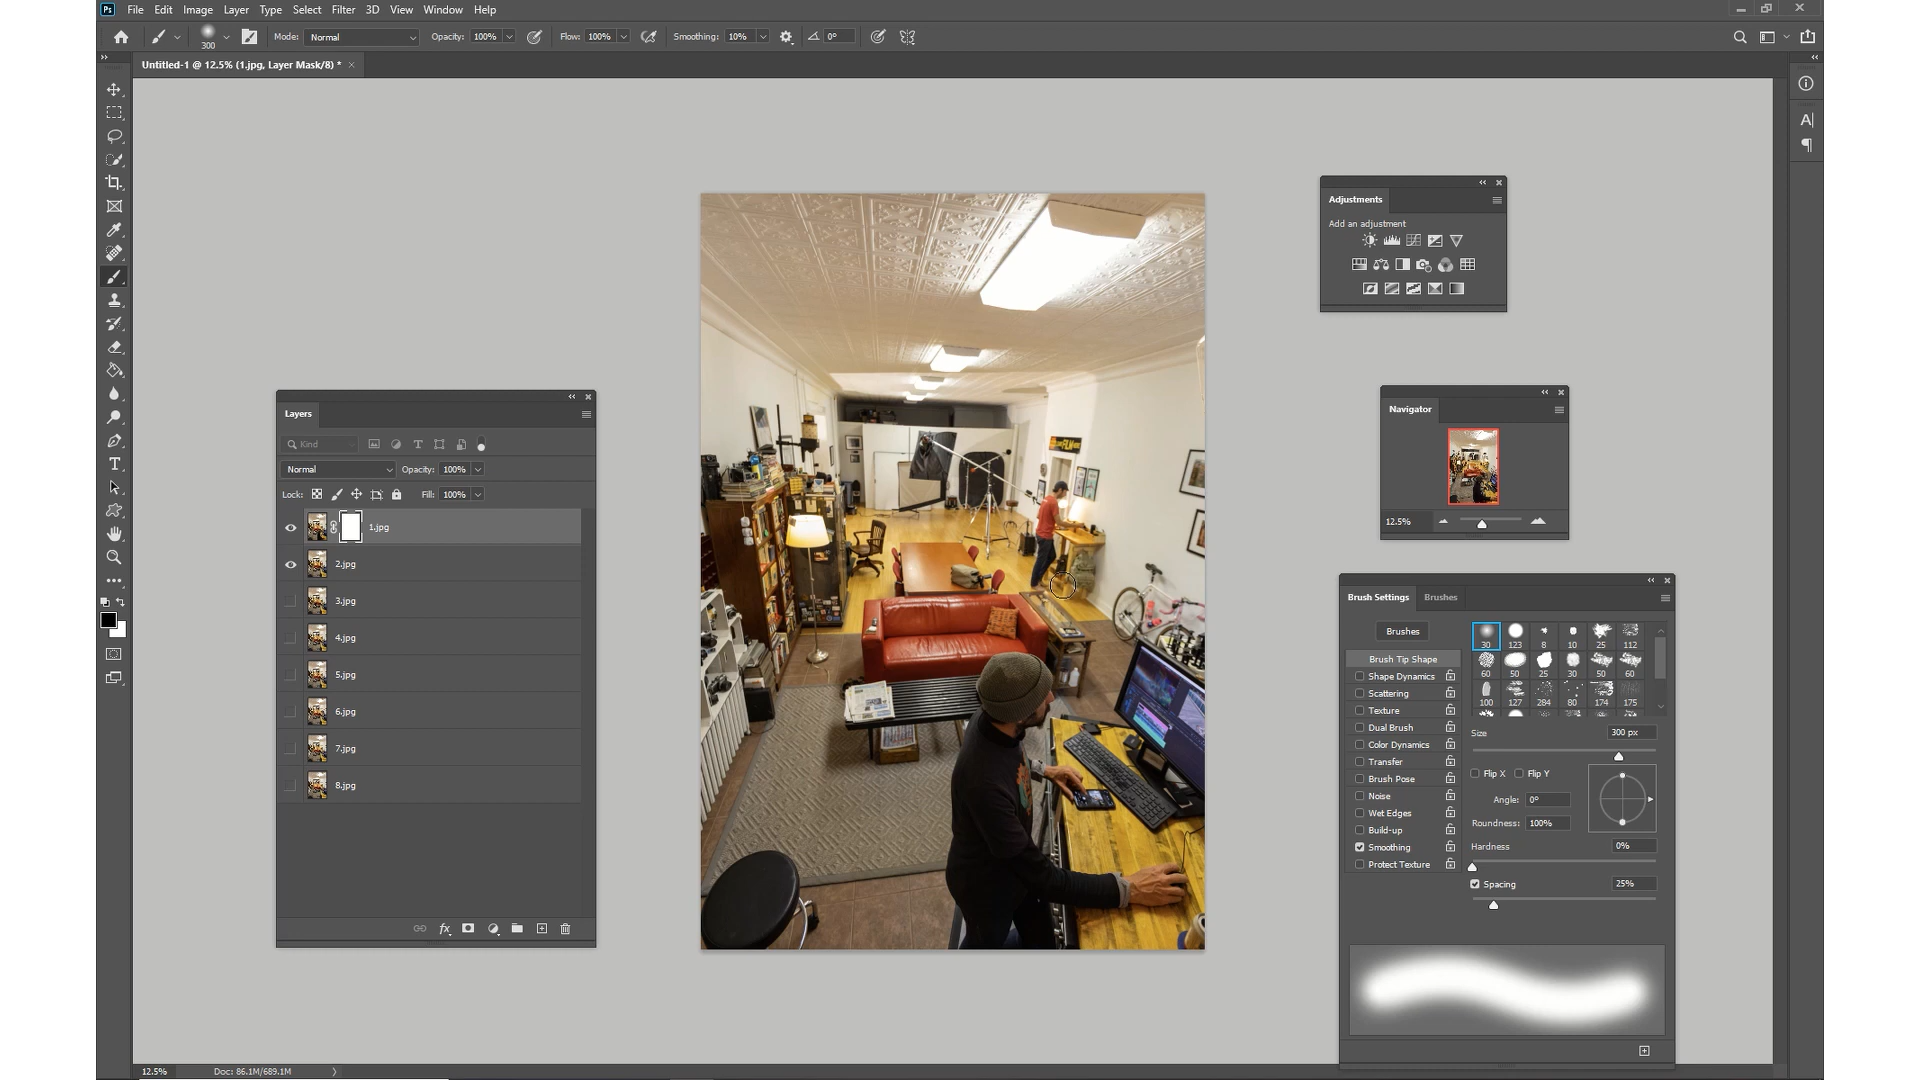 Ps File Edit Image Layer Type Select Filter 3D View Window Help
300 Mode: Normal Opacity: 100% Flow: 100% Smoothing: 10% 0°
Untitled-1 @ 12.5% (1.jpg, Layer Mask/8) *
Layers
Kind
Normal Opacity: 100%
Lock: Fill: 100%
1.jpg
2.jpg
3.jpg
4.jpg
5.jpg
6.jpg
7.jpg
8.jpg
fx
Adjustments
Add an adjustment
Navigator
12.5%
Brush Settings Brushes
Brushes
Brush Tip Shape
Shape Dynamics
Scattering
Texture
Dual Brush
Color Dynamics
Transfer
Brush Pose
Noise
Wet Edges
Build-up
Smoothing
Protect Texture
30 123 8 10 25 112
60 50 25 30 50 60
100 127 284 80 174 175
Size 300 px
Flip X Flip Y
Angle: 0°
Roundness: 100%
Hardness 0%
Spacing 25%
12.5% Doc: 86.1M/689.1M